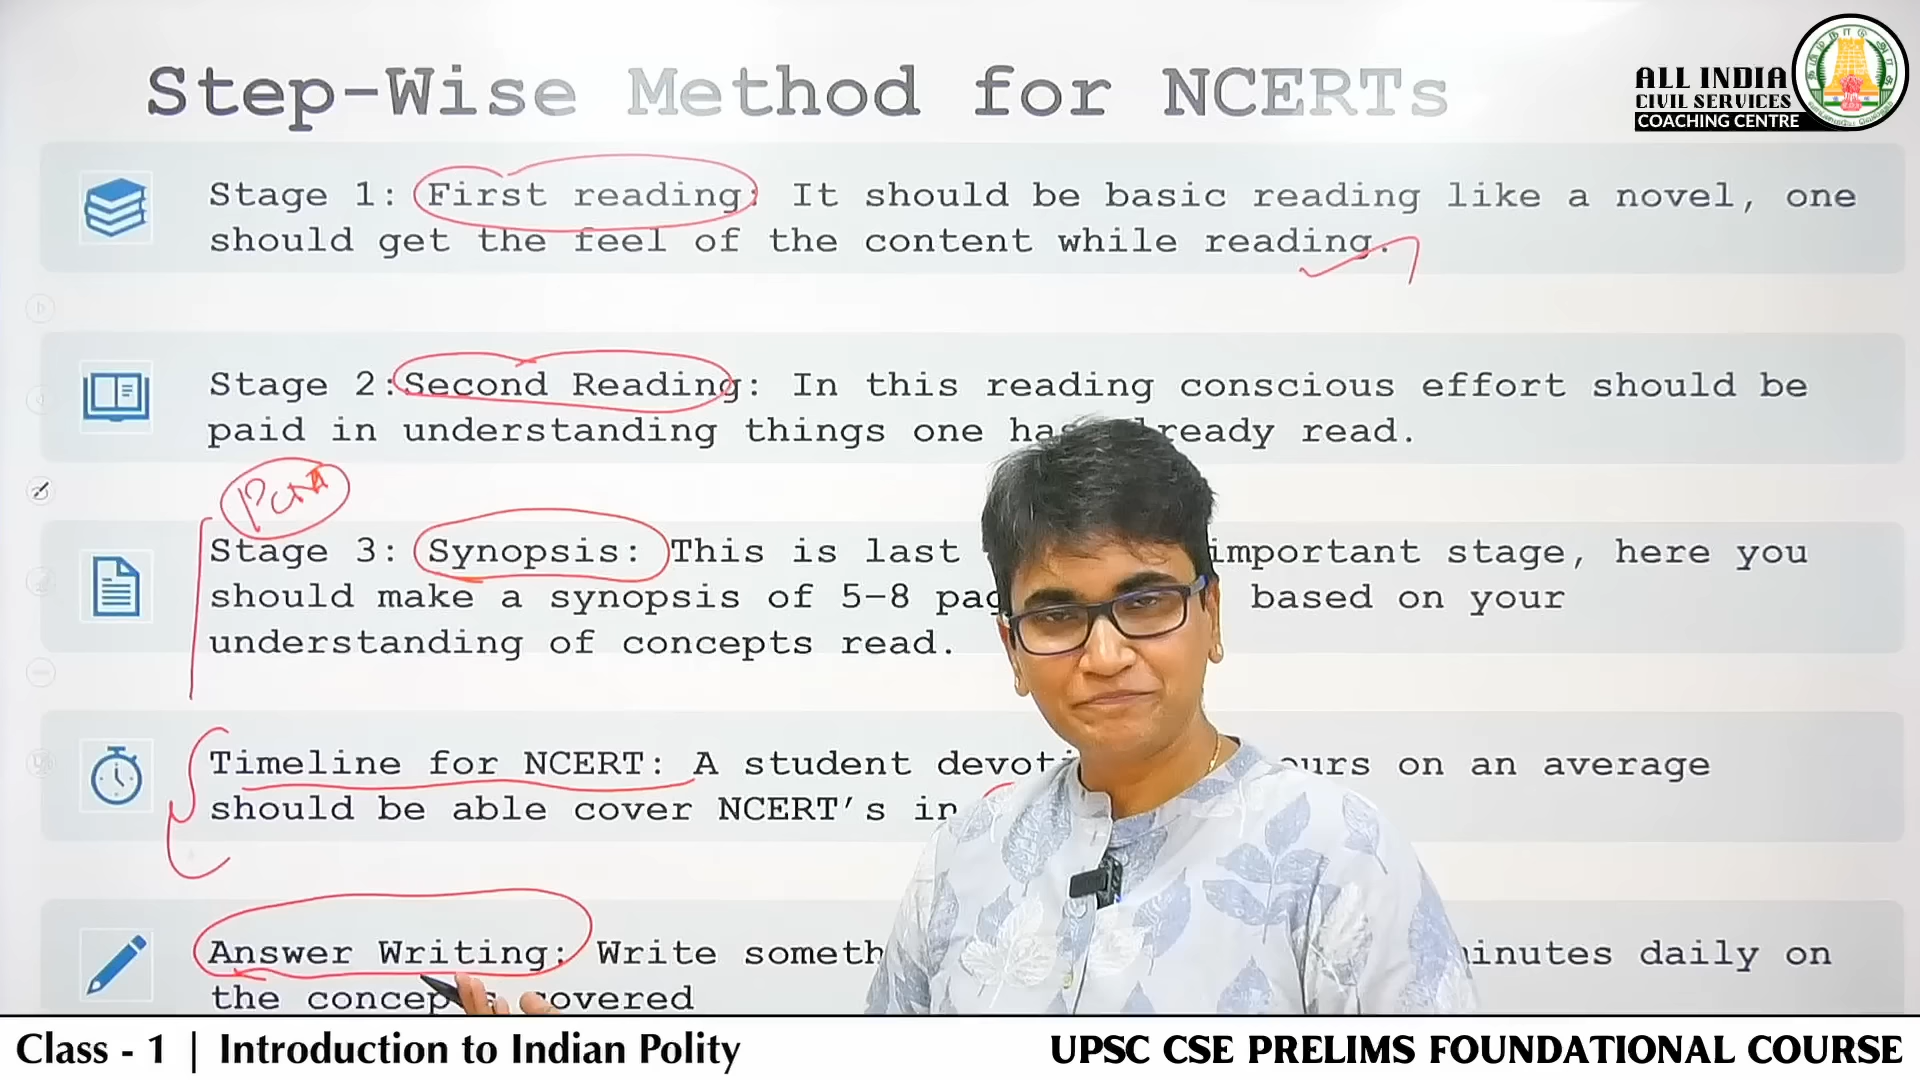 Step-Wise Method for NCERTs
ALL INDIA
CIVIL SERVICES
COACHING CENTRE
Stage 1: First reading: It should be basic reading like a novel, one
should get the feel of the content while reading.
Stage 2: Second Reading: In this reading conscious effort should be
paid in understanding things one has already read.
Stage 3: Synopsis: This is last important stage, here you
should make a synopsis of 5-8 based on your
understanding of concepts read.
Timeline for NCERT: A student on an average
should be able cover NCERT's in
Answer Writing: Write minutes daily on
the concepts covered
Class - 1 | Introduction to Indian Polity
UPSC CSE PRELIMS FOUNDATIONAL COURSE